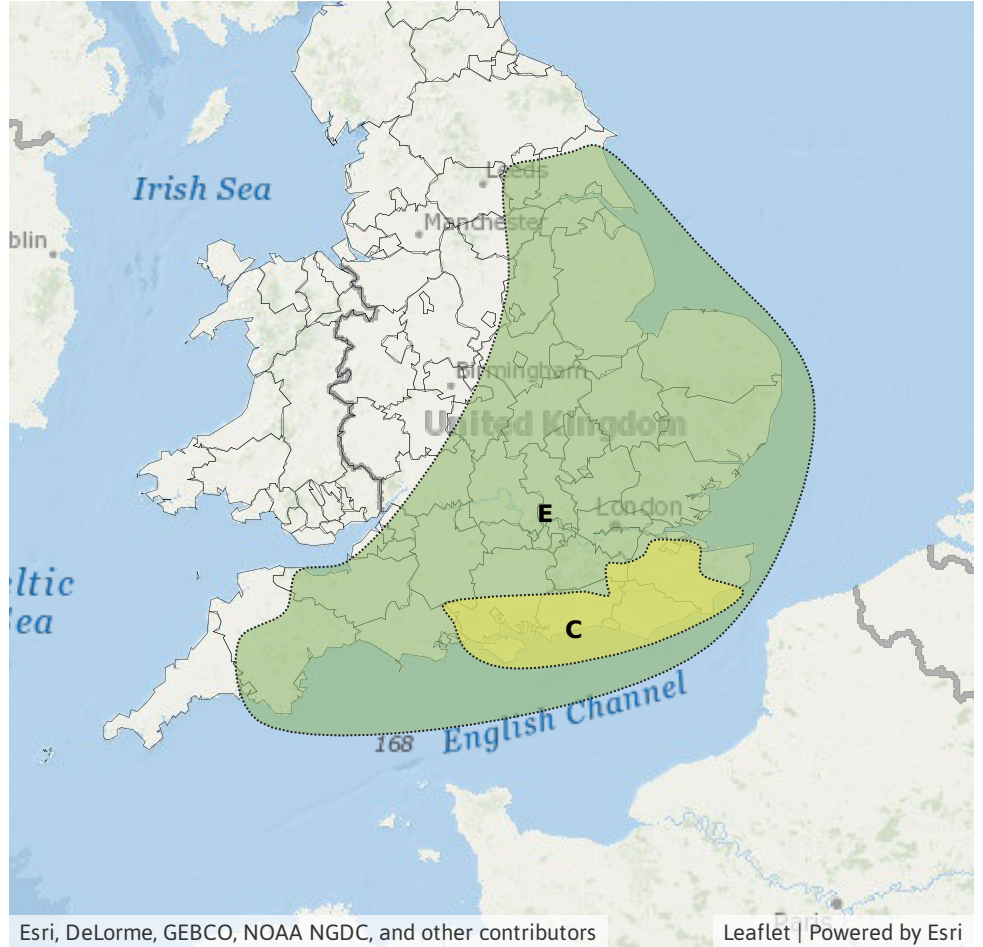 Leeds
Irish Sea
Manchester
blin
Birmingham
United Kingdom
E
London
eltic
ea
C
English Channel
168
Paris
Esri, DeLorme, GEBCO, NOAA NGDC, and other contributors
Leaflet | Powered by Esri